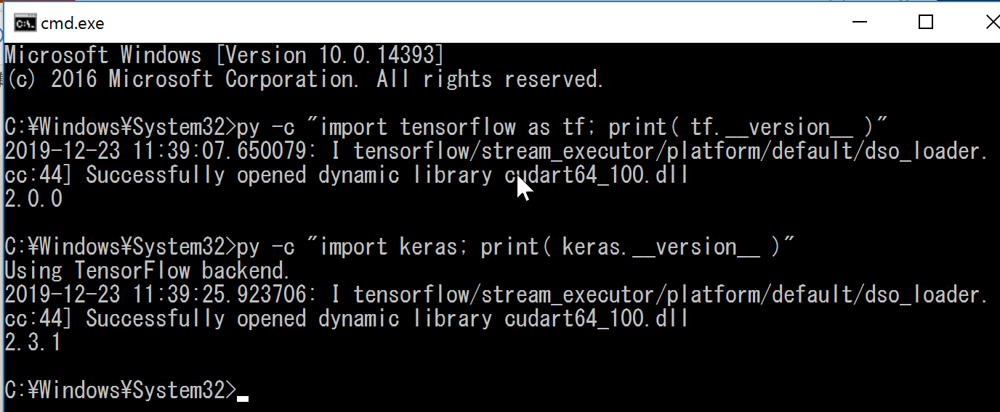 cmd.exe
Microsoft Windows [Version 10.0.14393]
(c) 2016 Microsoft Corporation. All rights reserved.
C:¥Windows¥System32>py -c "import tensorflow as tf; print( tf.__version__ )"
2019-12-23 11:39:07.650079: I tensorflow/stream_executor/platform/default/dso_loader.
cc:44] Successfully opened dynamic library cudart64_100.dll
2.0.0
C:¥Windows¥System32>py -c "import keras; print( keras.__version__ )"
Using TensorFlow backend.
2019-12-23 11:39:25.923706: I tensorflow/stream_executor/platform/default/dso_loader.
cc:44] Successfully opened dynamic library cudart64_100.dll
2.3.1
C:¥Windows¥System32>